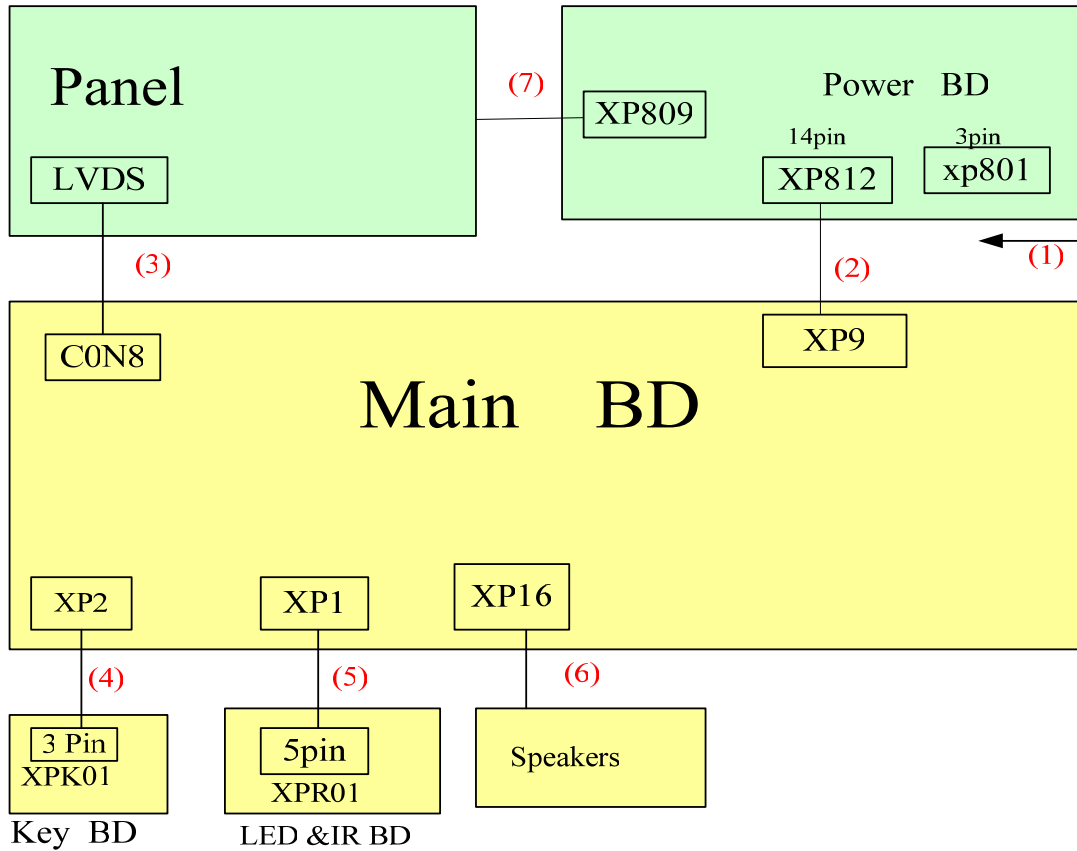 Panel
LVDS
(7)
Power BD
XP809
14pin
XP812
3pin
xp801
(3)
(2)
(1)
C0N8
XP9
Main BD
XP2
XP1
XP16
(4)
(5)
(6)
3 Pin
XPK01
Key BD
5pin
XPR01
LED &IR BD
Speakers